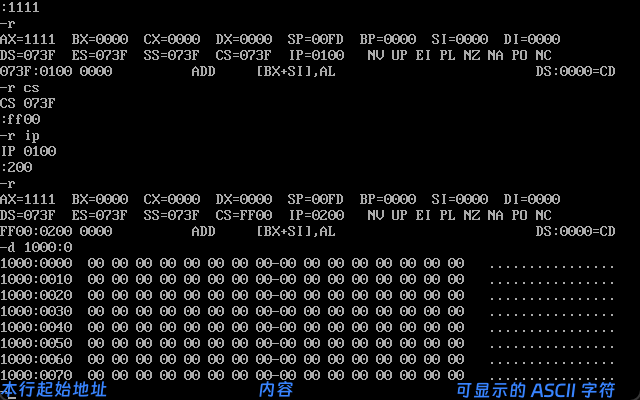 :1111
-r
AX=1111  BX=0000  CX=0000  DX=0000  SP=00FD  BP=0000  SI=0000  DI=0000
DS=073F  ES=073F  SS=073F  CS=073F  IP=0100   NV UP EI PL NZ NA PO NC
073F:0100 0000          ADD     [BX+SI],AL                         DS:0000=CD
-r cs
CS 073F
:ff00
-r ip
IP 0100
:200
-r
AX=1111  BX=0000  CX=0000  DX=0000  SP=00FD  BP=0000  SI=0000  DI=0000
DS=073F  ES=073F  SS=073F  CS=FF00  IP=0200   NV UP EI PL NZ NA PO NC
FF00:0200 0000          ADD     [BX+SI],AL                         DS:0000=CD
-d 1000:0
1000:0000  00 00 00 00 00 00 00 00-00 00 00 00 00 00 00 00   ................
1000:0010  00 00 00 00 00 00 00 00-00 00 00 00 00 00 00 00   ................
1000:0020  00 00 00 00 00 00 00 00-00 00 00 00 00 00 00 00   ................
1000:0030  00 00 00 00 00 00 00 00-00 00 00 00 00 00 00 00   ................
1000:0040  00 00 00 00 00 00 00 00-00 00 00 00 00 00 00 00   ................
1000:0050  00 00 00 00 00 00 00 00-00 00 00 00 00 00 00 00   ................
1000:0060  00 00 00 00 00 00 00 00-00 00 00 00 00 00 00 00   ................
1000:0070  00 00 00 00 00 00 00 00-00 00 00 00 00 00 00 00   ................
本行起始地址 内容 可显示的 ASCII 字符